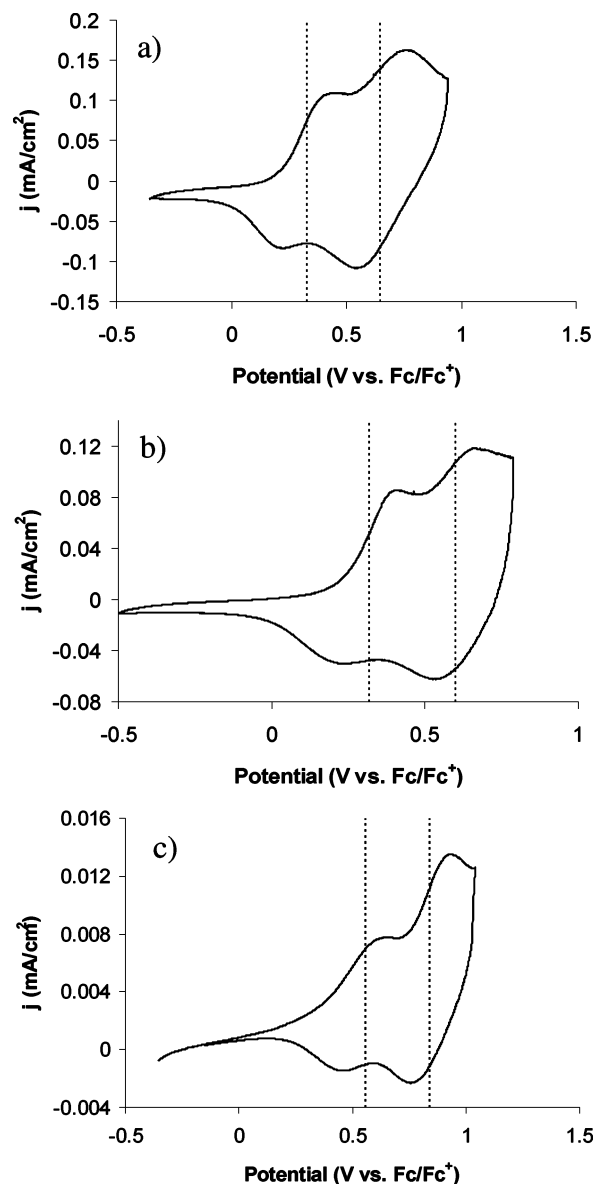 a)
0.2
0.15
0.1
0.05
0
-0.05
-0.1
-0.15
j (mA/cm²)
-0.5 0 0.5 1 1.5
Potential (V vs. Fc/Fc⁺)
b)
0.12
0.08
0.04
0
-0.04
-0.08
j (mA/cm²)
-0.5 0 0.5 1
Potential (V vs. Fc/Fc⁺)
c)
0.016
0.012
0.008
0.004
0
-0.004
j (mA/cm²)
-0.5 0 0.5 1 1.5
Potential (V vs. Fc/Fc⁺)